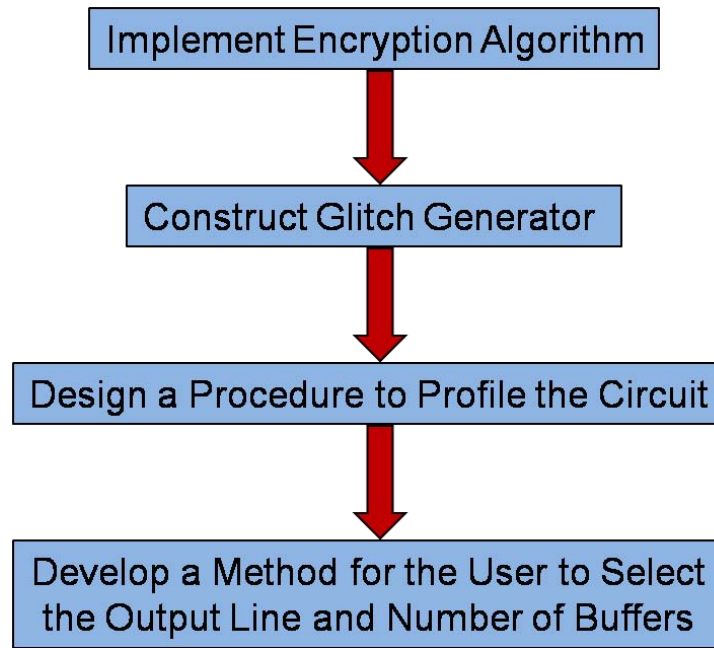 Implement Encryption Algorithm
Construct Glitch Generator
Design a Procedure to Profile the Circuit
Develop a Method for the User to Select
the Output Line and Number of Buffers